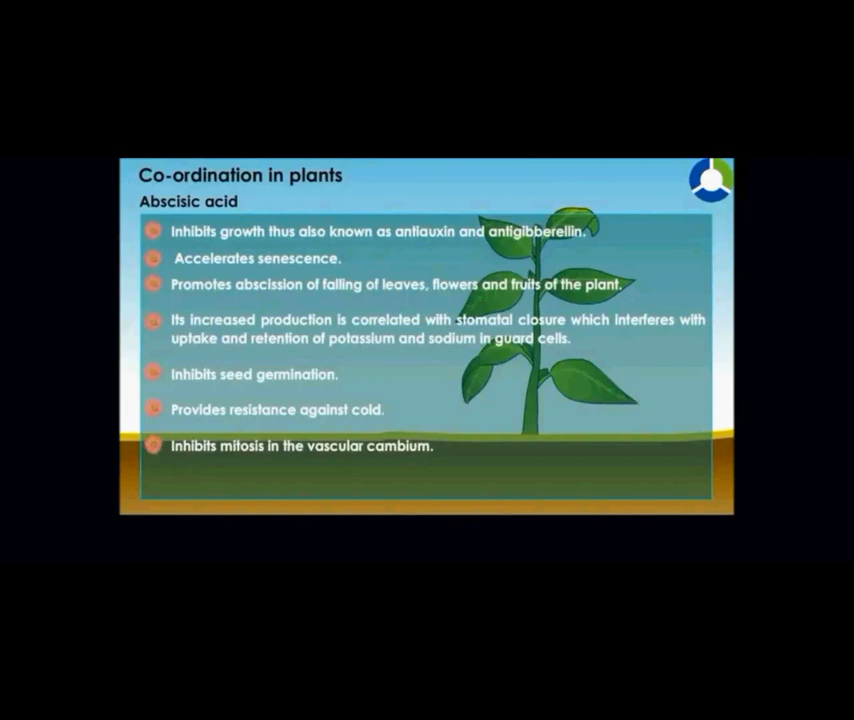 Co-ordination in plants
Abscisic acid
Inhibits growth thus also known as antiauxin and antigibberellin.
Accelerates senescence.
Promotes abscission of falling of leaves, flowers and fruits of the plant.
Its increased production is correlated with stomatal closure which interferes with
uptake and retention of potassium and sodium in guard cells.
Inhibits seed germination.
Provides resistance against cold.
Inhibits mitosis in the vascular cambium.